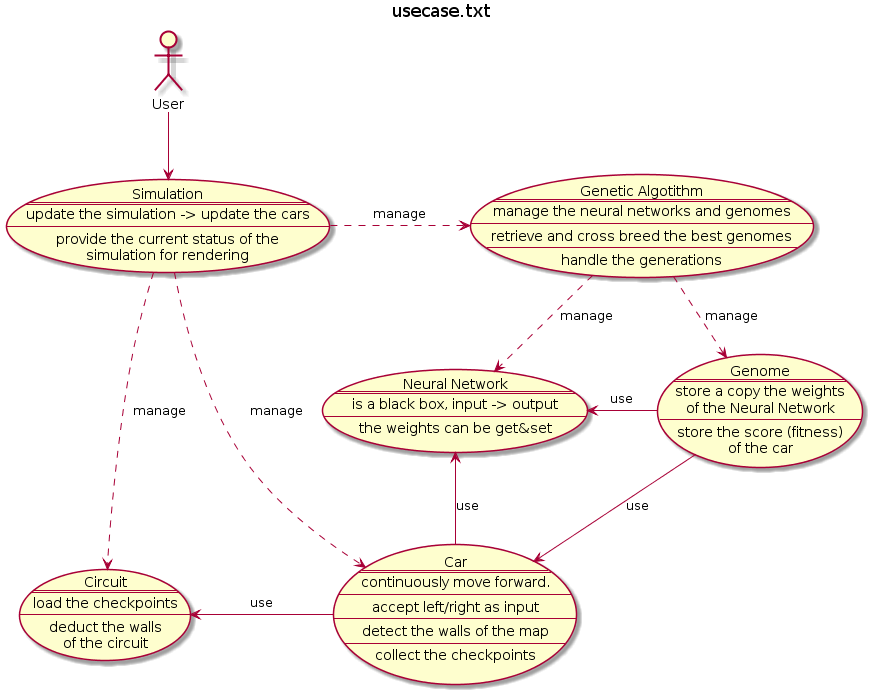 usecase.txt
User
Simulation
update the simulation -> update the cars
provide the current status of the
simulation for rendering
manage
Genetic Algotithm
manage the neural networks and genomes
retrieve and cross breed the best genomes
handle the generations
manage
manage
Neural Network
is a black box, input -> output
the weights can be get&set
use
Genome
store a copy the weights
of the Neural Network
store the score (fitness)
of the car
manage
manage
use
use
Circuit
load the checkpoints
deduct the walls
of the circuit
use
Car
continuously move forward.
accept left/right as input
detect the walls of the map
collect the checkpoints